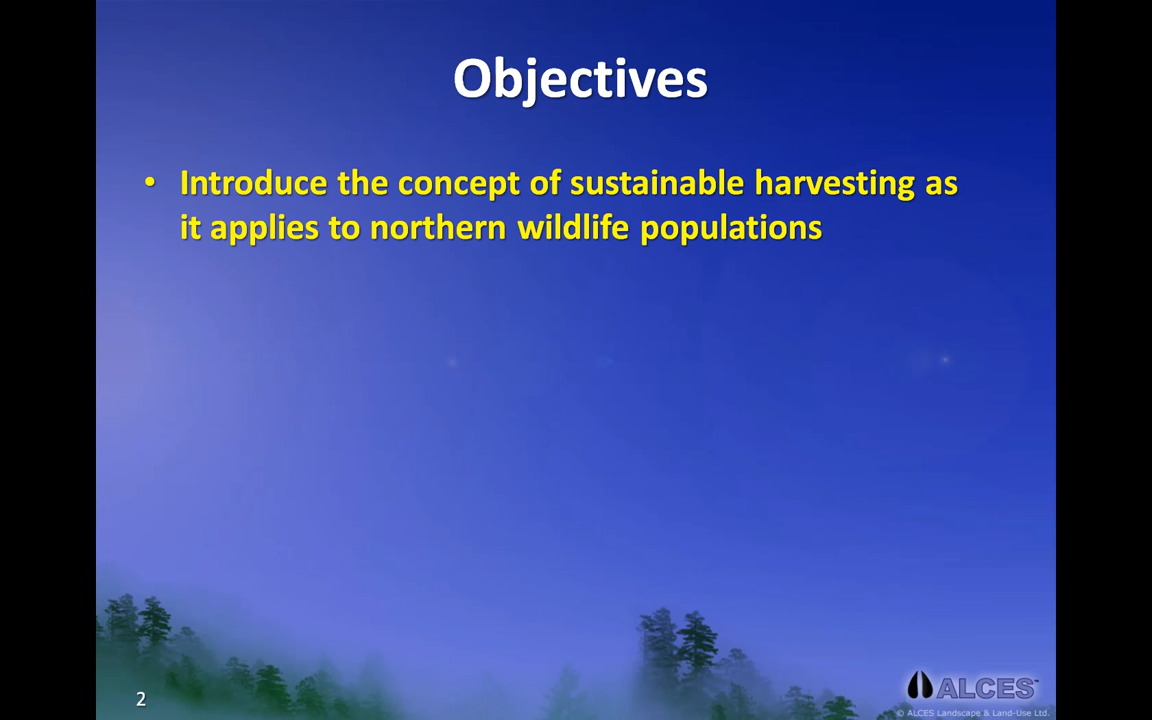 Objectives
• Introduce the concept of sustainable harvesting as
it applies to northern wildlife populations
2
ALCES™
© ALCES Landscape & Land-Use Ltd.